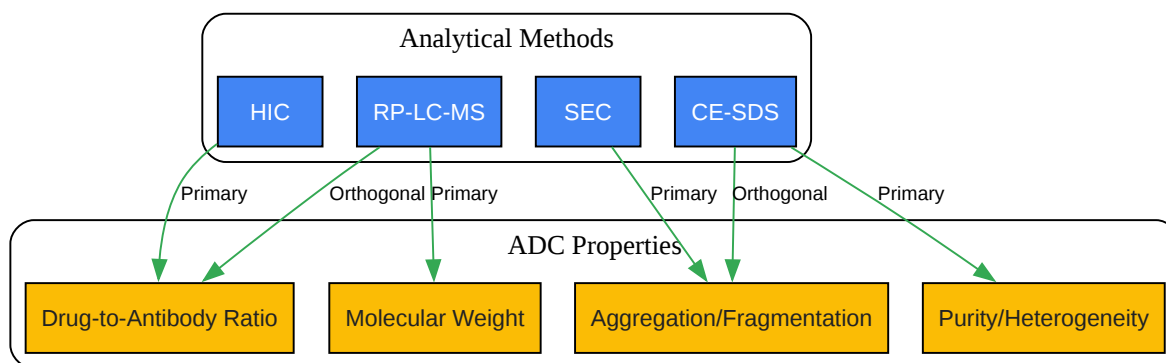 Analytical Methods
HIC
RP-LC-MS
SEC
CE-SDS
Primary
Orthogonal
Primary
Primary
Orthogonal
Primary
ADC Properties
Drug-to-Antibody Ratio
Molecular Weight
Aggregation/Fragmentation
Purity/Heterogeneity